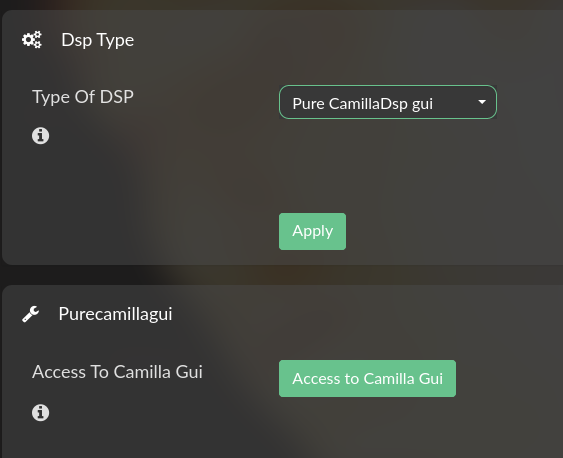 Dsp Type
Type Of DSP
Pure CamillaDsp gui
Apply
Purecamillagui
Access To Camilla Gui
Access to Camilla Gui